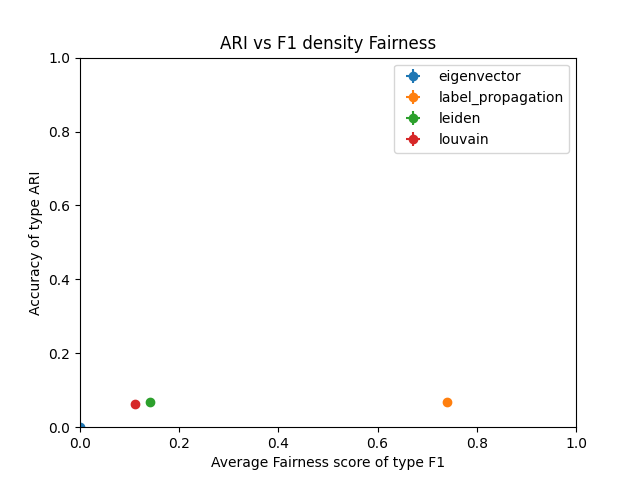 ARI vs F1 density Fairness
1.0
0.8
0.6
0.4
0.2
0.0
Accuracy of type ARI
eigenvector
label_propagation
leiden
louvain
0.0 0.2 0.4 0.6 0.8 1.0
Average Fairness score of type F1